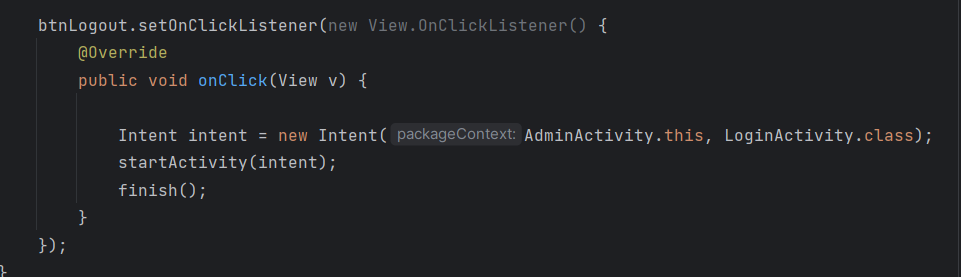 btnLogout.setOnClickListener(new View.OnClickListener() {
@Override
public void onClick(View v) {
Intent intent = new Intent( packageContext: AdminActivity.this, LoginActivity.class);
startActivity(intent);
finish();
}
});
}